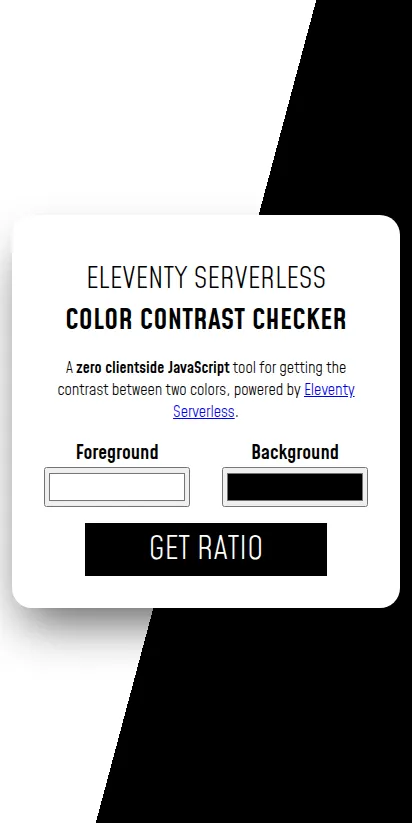 ELEVENTY SERVERLESS
COLOR CONTRAST CHECKER
A zero clientside JavaScript tool for getting the
contrast between two colors, powered by Eleventy
Serverless.
Foreground Background
GET RATIO